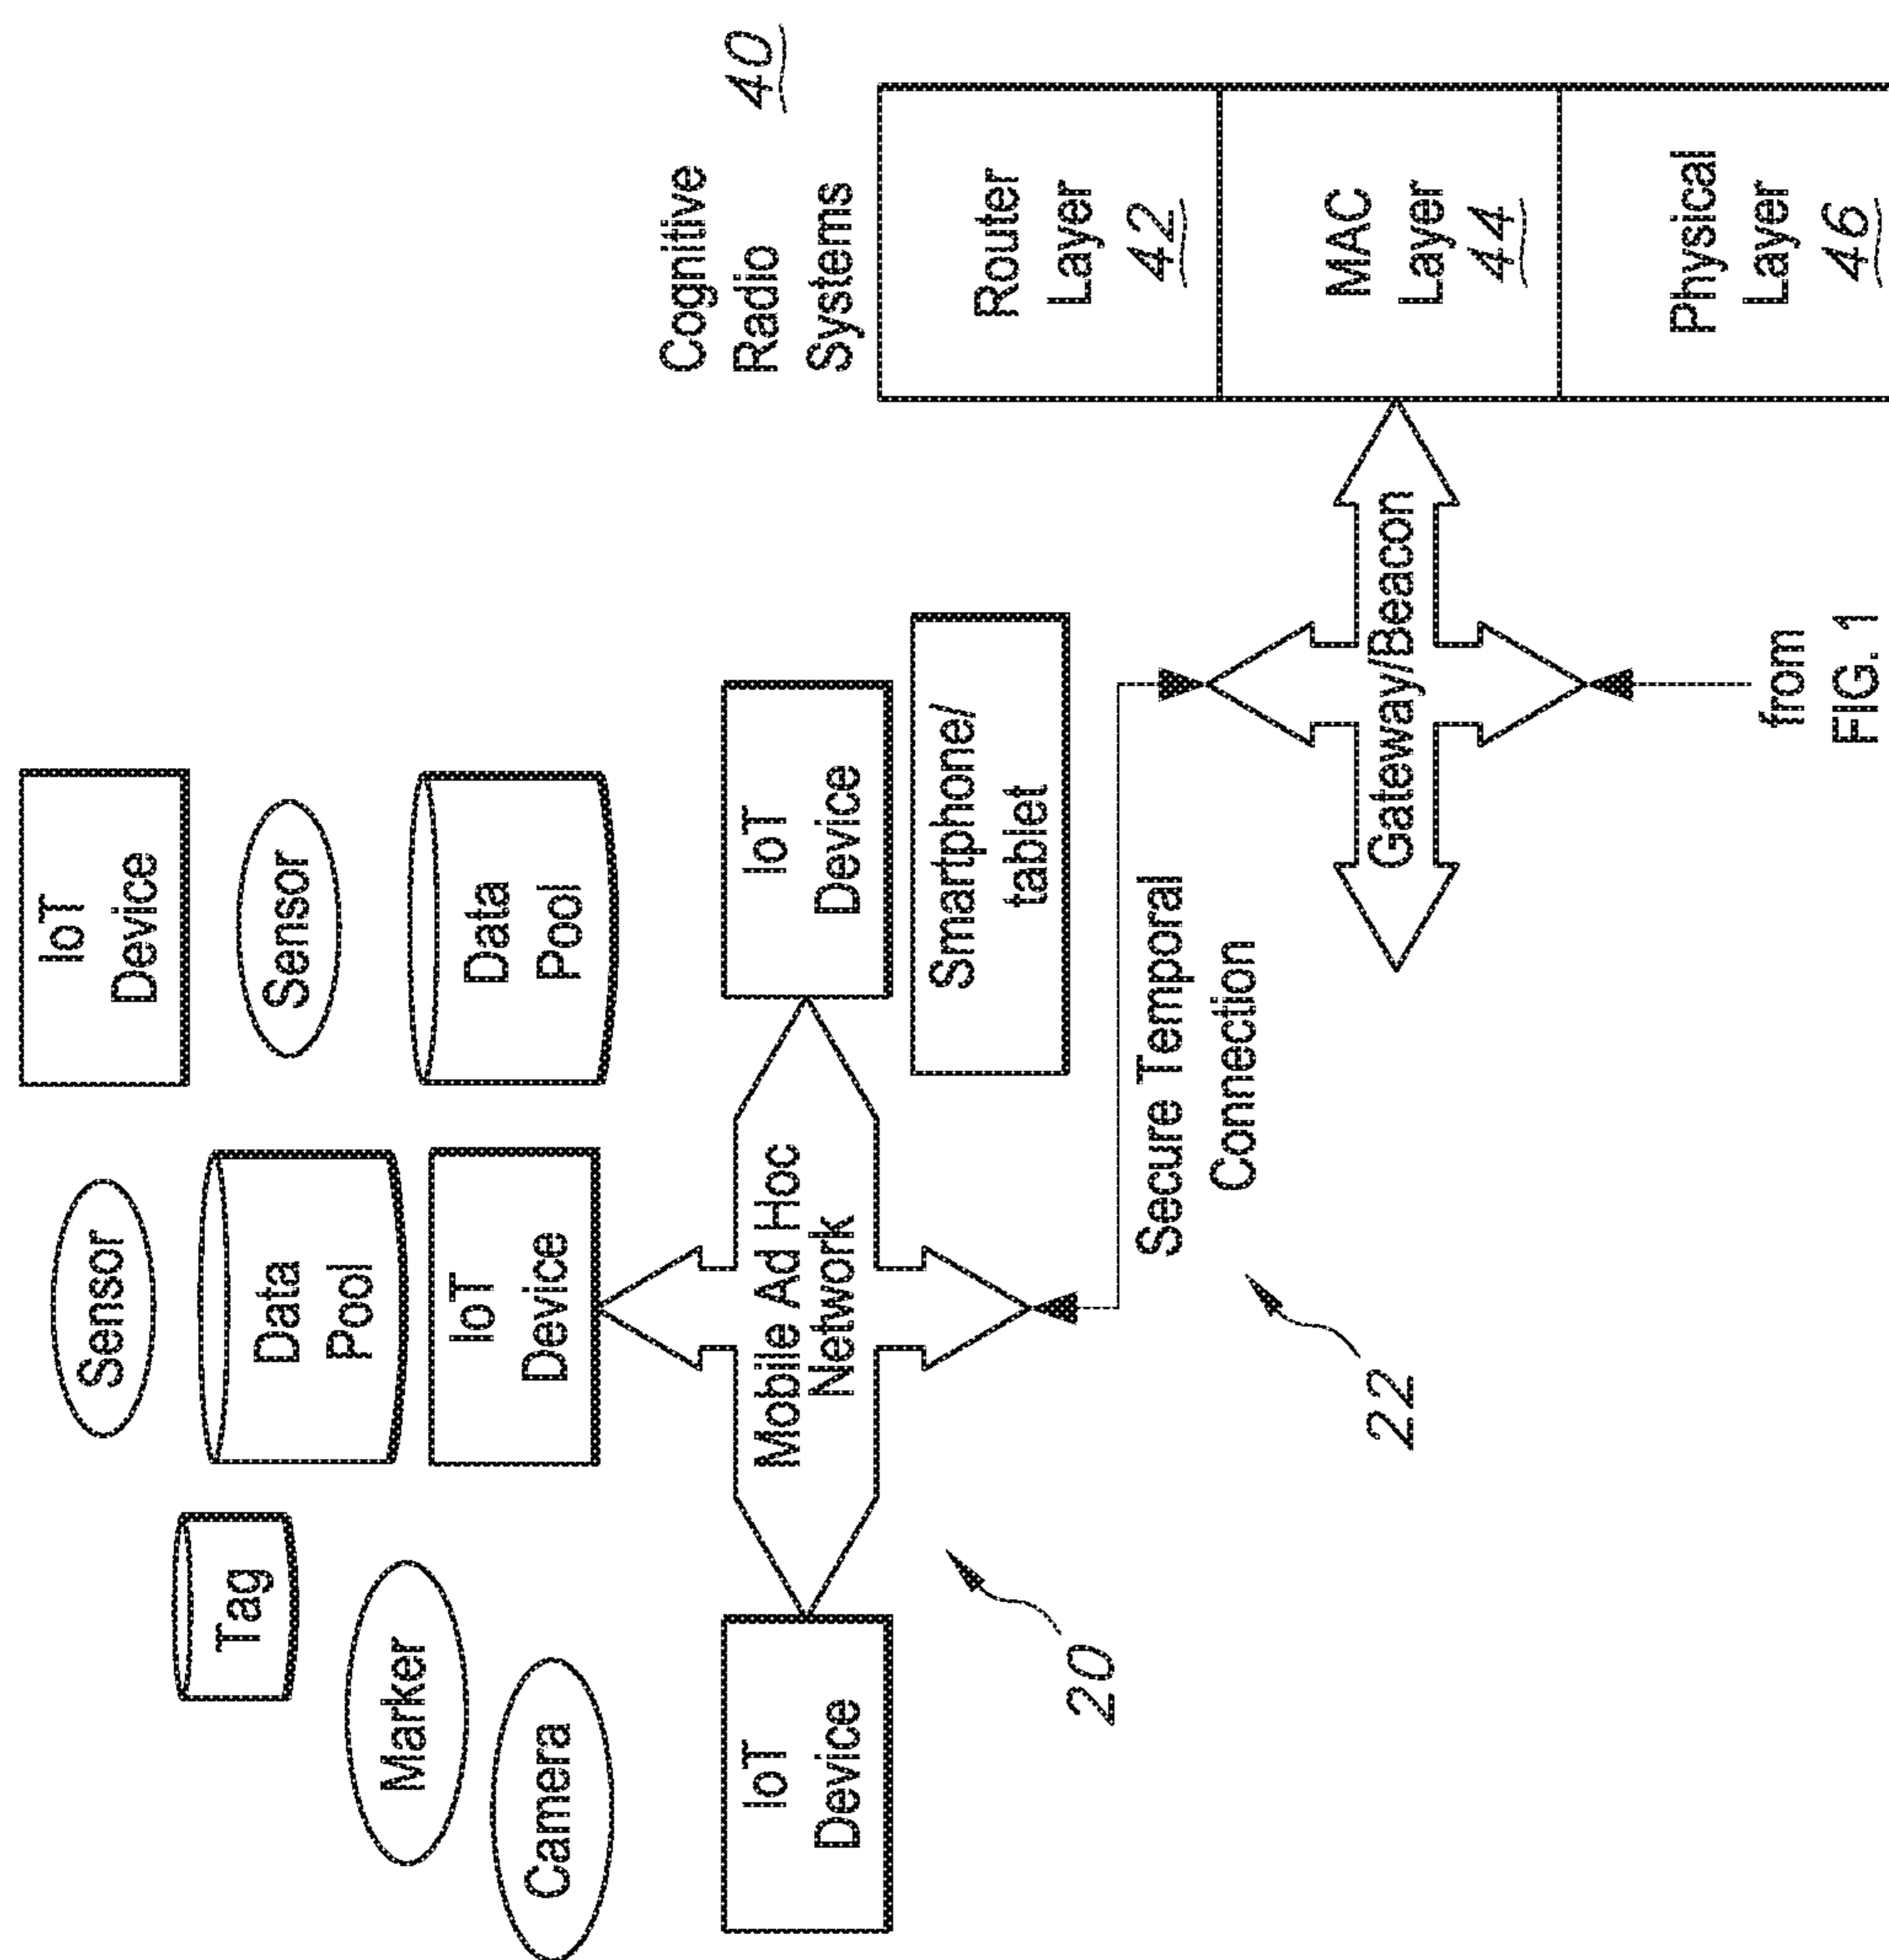 IoT
Device
Sensor
Sensor
Data
Pool
Tag
Data
Pool
Marker
IoT
Device
Camera
IoT
Device
Mobile Ad Hoc
Network
IoT
Device
Smartphone/
tablet
20
Secure Temporal
Connection
22
Cognitive
Radio
Systems
40
Router
Layer
42
MAC
Layer
44
Physical
Layer
46
Gateway/Beacon
from
FIG. 1